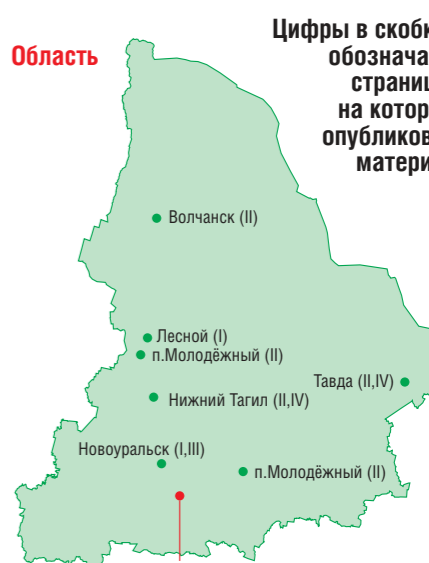 Область
Цифры в скобк
обознача
страниц
на котор
опубликов
матери
Волчанск (II)
Лесной (I)
п.Молодёжный (II)
Тавда (II,IV)
Нижний Тагил (II,IV)
Новоуральск (I,III)
п.Молодёжный (II)